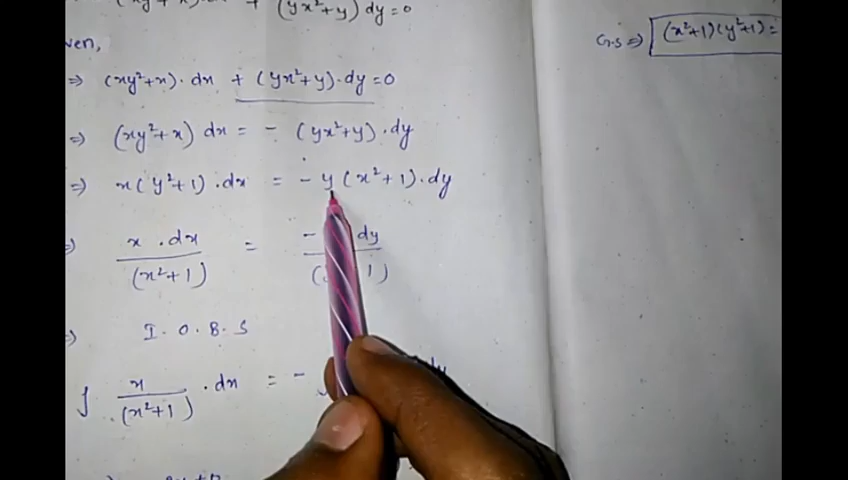 (yx²+y) dy = 0
G.S ⇒ (x²+1)(y²+1) =
⇒ (xy²+x)·dx + (yx²+y)·dy = 0
⇒ (xy²+x) dx = - (yx²+y)·dy
⇒ x(y²+1)·dx = - y(x²+1)·dy
x·dx/(x²+1) = - dy/( 1)
⇒ I.O.B.S
∫ x/(x²+1) ·dx = -